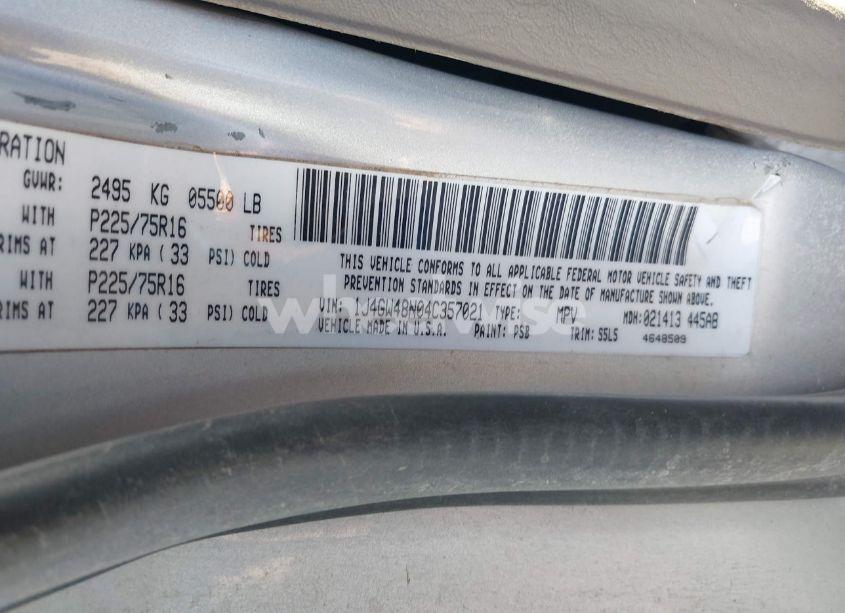 RATION
GVWR: 2495 KG 05500 LB
WITH P225/75R16 TIRES
RIMS AT 227 KPA ( 33 PSI) COLD
WITH P225/75R16 TIRES
RIMS AT 227 KPA ( 33 PSI) COLD
THIS VEHICLE CONFORMS TO ALL APPLICABLE FEDERAL MOTOR VEHICLE SAFETY AND THEFT
PREVENTION STANDARDS IN EFFECT ON THE DATE OF MANUFACTURE SHOWN ABOVE.
VIN: 1J4GW48N04C357021 TYPE: MPV MDH: 021413 445AB
VEHICLE MADE IN U.S.A. PAINT: PSB TRIM: S5L5 4648509